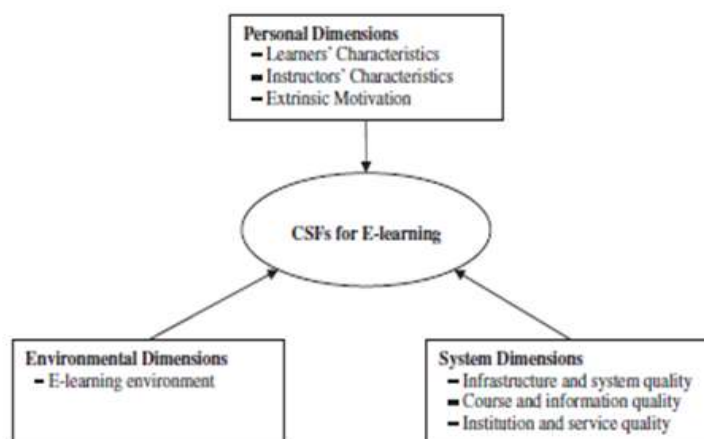 Personal Dimensions
– Learners’ Characteristics
– Instructors’ Characteristics
– Extrinsic Motivation
CSFs for E-learning
Environmental Dimensions
– E-learning environment
System Dimensions
– Infrastructure and system quality
– Course and information quality
– Institution and service quality